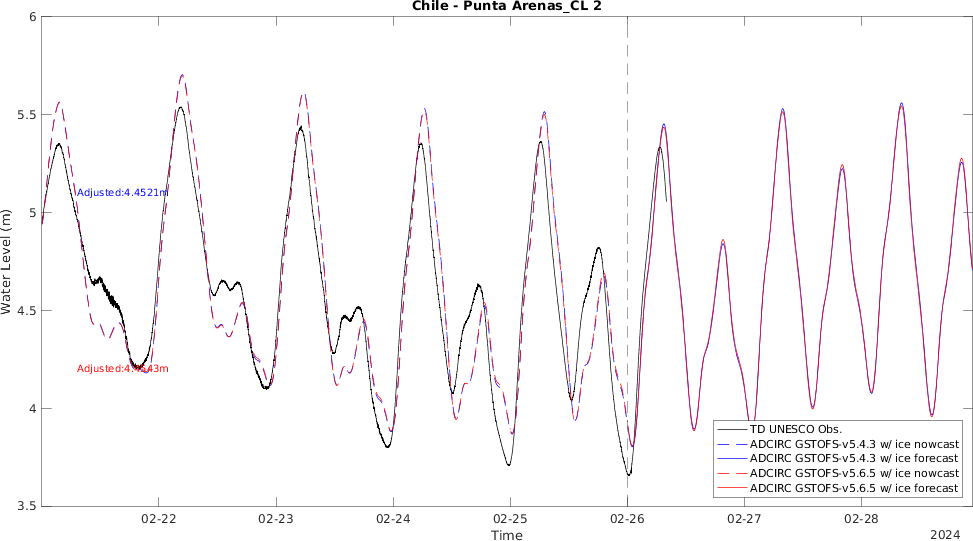 Chile - Punta Arenas_CL 2
6
5.5
5
4.5
4
3.5
Water Level (m)
Adjusted:4.4521m
02-22
02-23
02-24
02-25
02-26
02-27
02-28
Time
2024
TD UNESCO Obs.
ADCIRC GSTOFS-v5.4.3 w/ ice nowcast
ADCIRC GSTOFS-v5.4.3 w/ ice forecast
ADCIRC GSTOFS-v5.6.5 w/ ice nowcast
ADCIRC GSTOFS-v5.6.5 w/ ice forecast